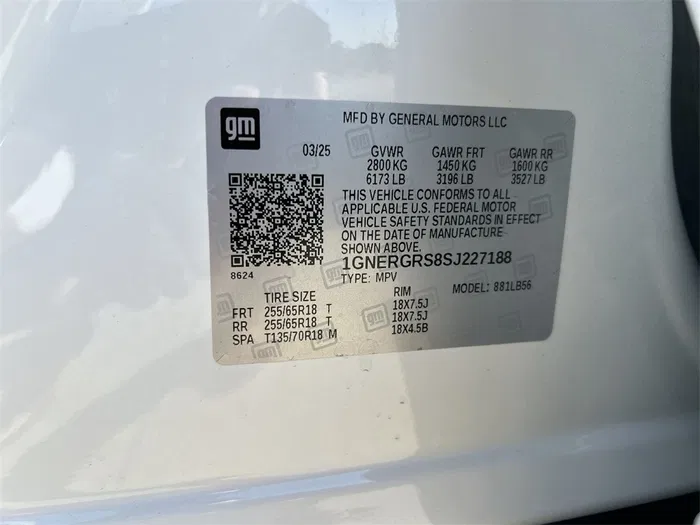 gm
MFD BY GENERAL MOTORS LLC
03/25 GVWR GAWR FRT GAWR RR
2800 KG 1450 KG 1600 KG
6173 LB 3196 LB 3527 LB
THIS VEHICLE CONFORMS TO ALL
APPLICABLE U.S. FEDERAL MOTOR
VEHICLE SAFETY STANDARDS IN EFFECT
ON THE DATE OF MANUFACTURE
SHOWN ABOVE.
8624
1GNERGRS8SJ227188
TYPE: MPV MODEL: 881LB56
TIRE SIZE RIM
FRT 255/65R18 T 18X7.5J
RR 255/65R18 T 18X7.5J
SPA T135/70R18 M 18X4.5B